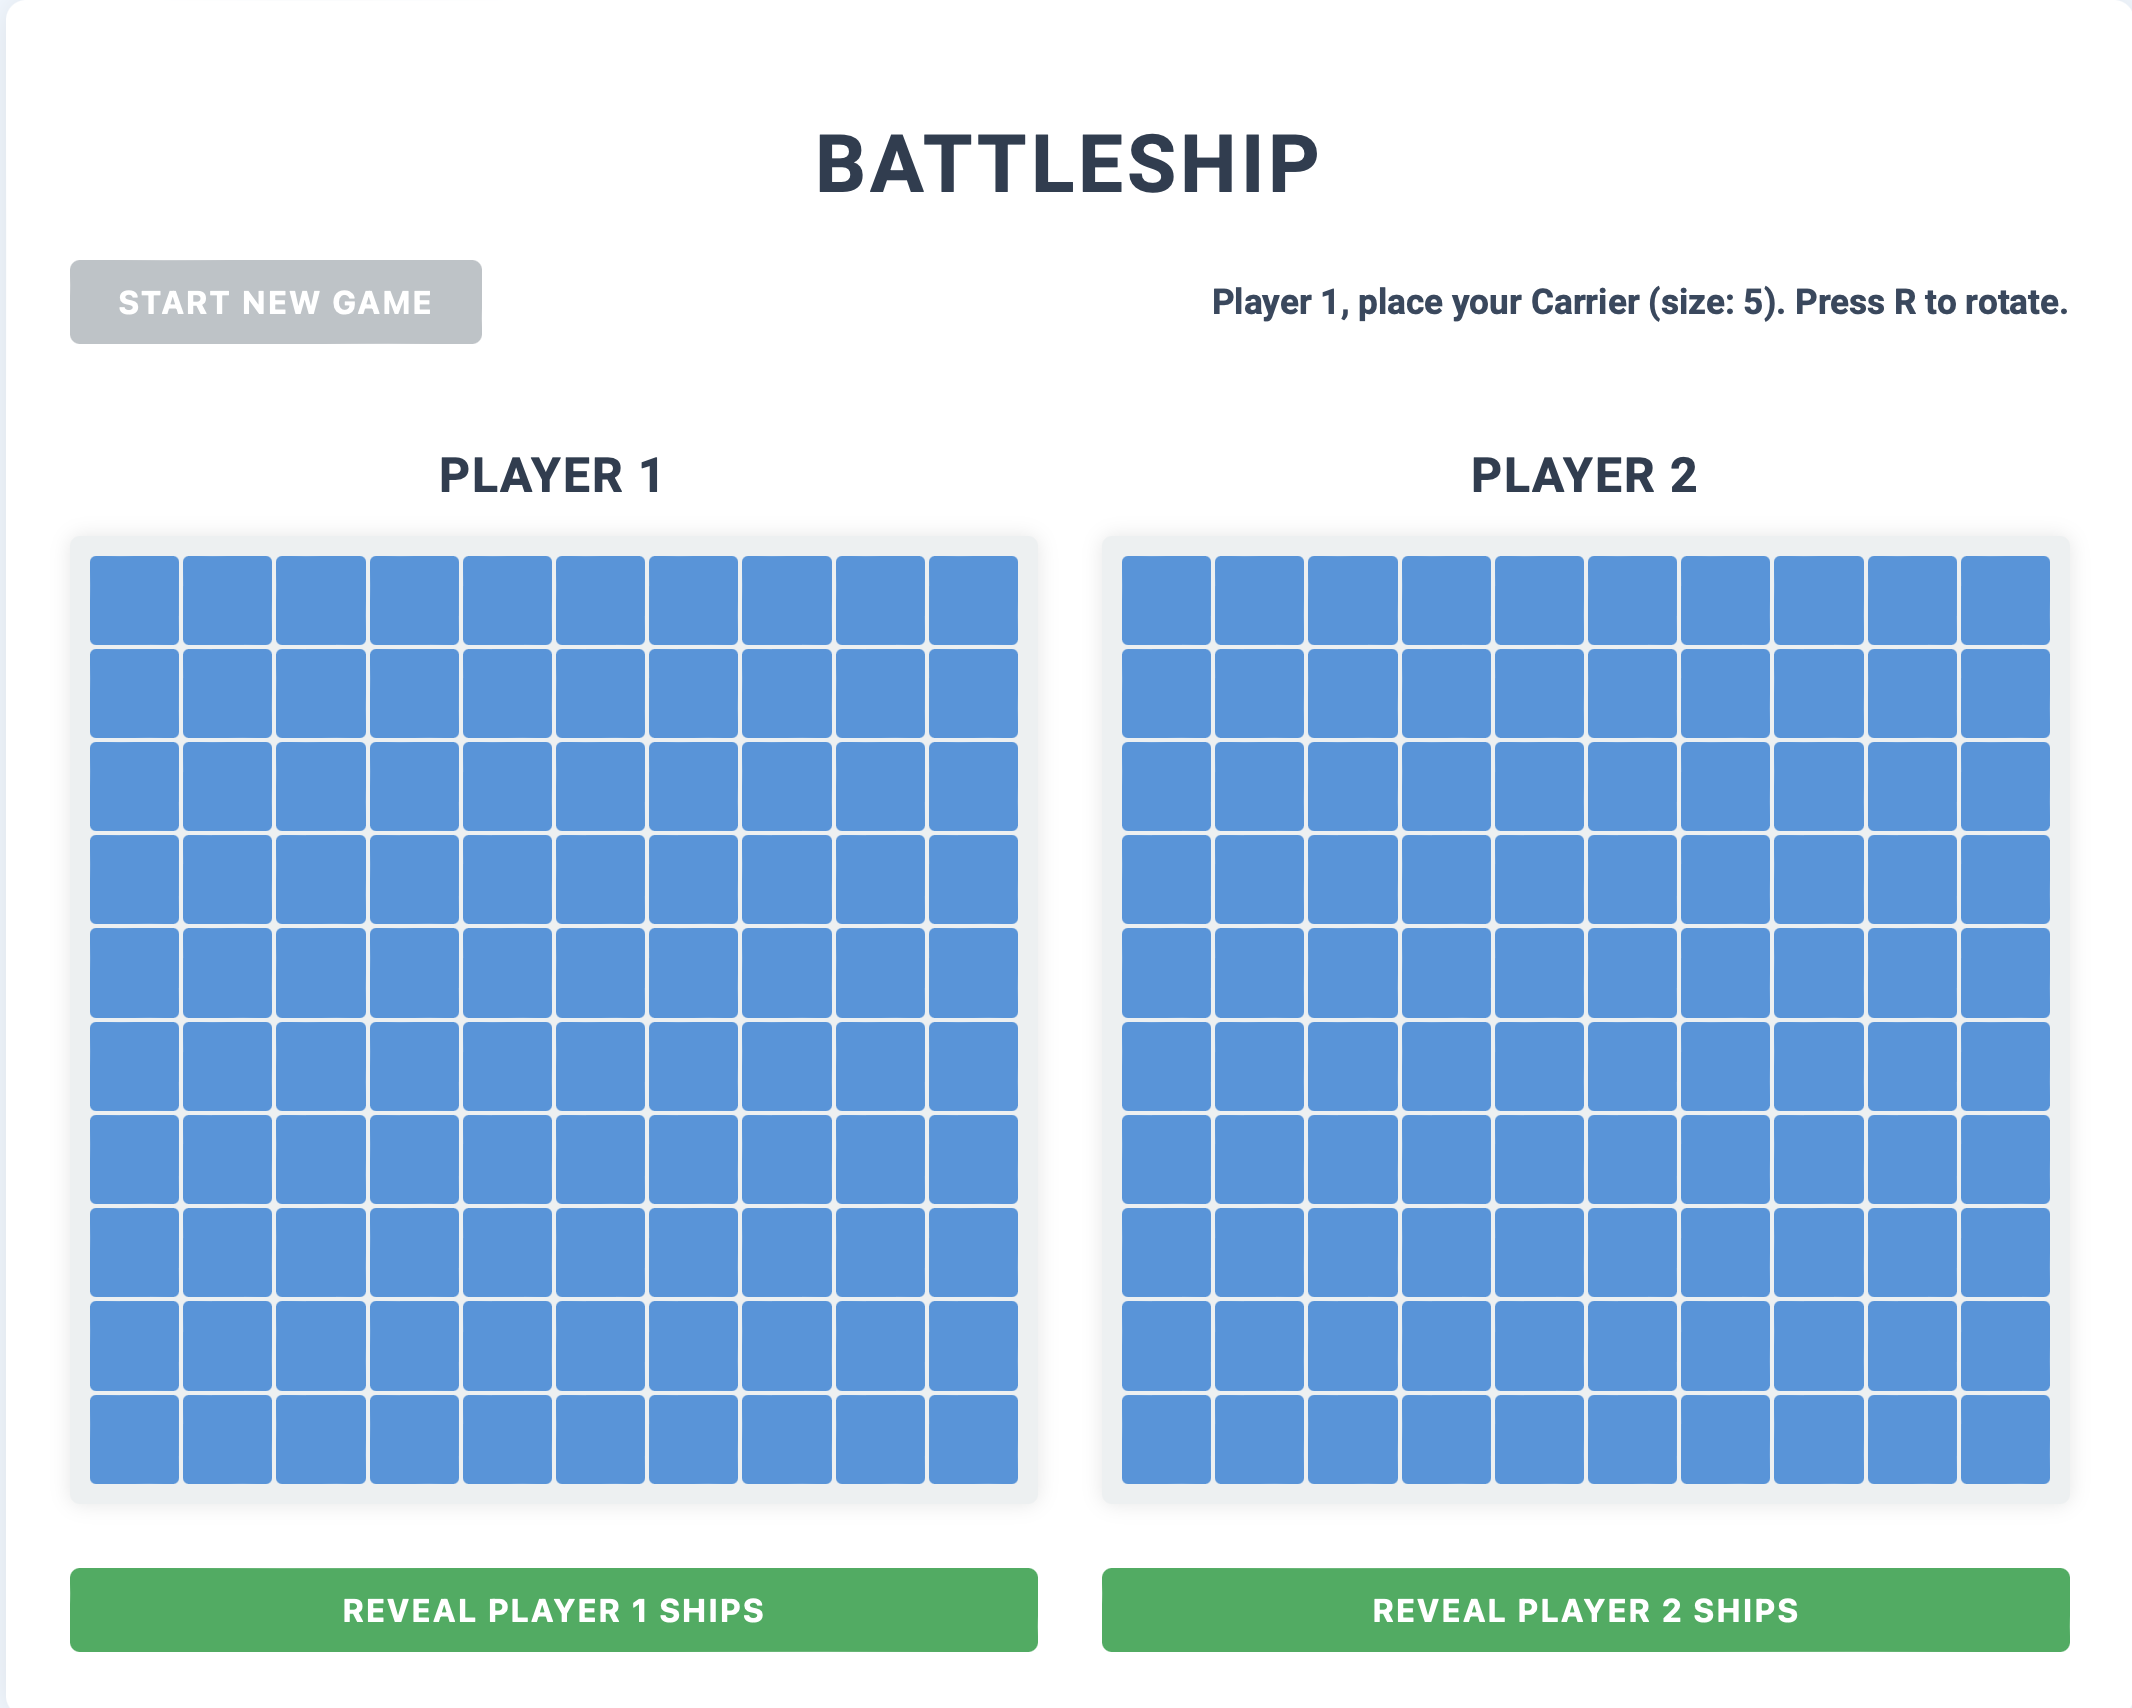 BATTLESHIP
START NEW GAME
Player 1, place your Carrier (size: 5). Press R to rotate.
PLAYER 1
PLAYER 2
REVEAL PLAYER 1 SHIPS
REVEAL PLAYER 2 SHIPS